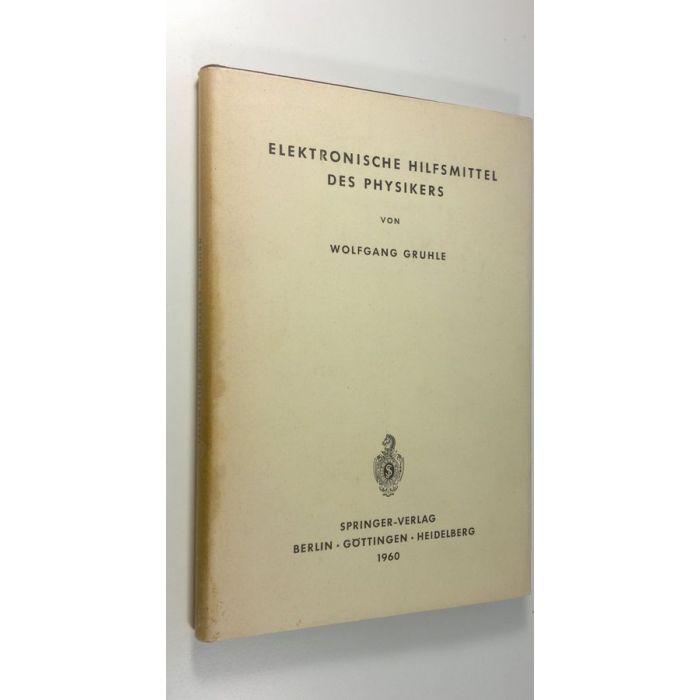 ELEKTRONISCHE HILFSMITTEL
DES PHYSIKERS
VON
WOLFGANG GRUHLE
SPRINGER-VERLAG
BERLIN · GÖTTINGEN · HEIDELBERG
1960